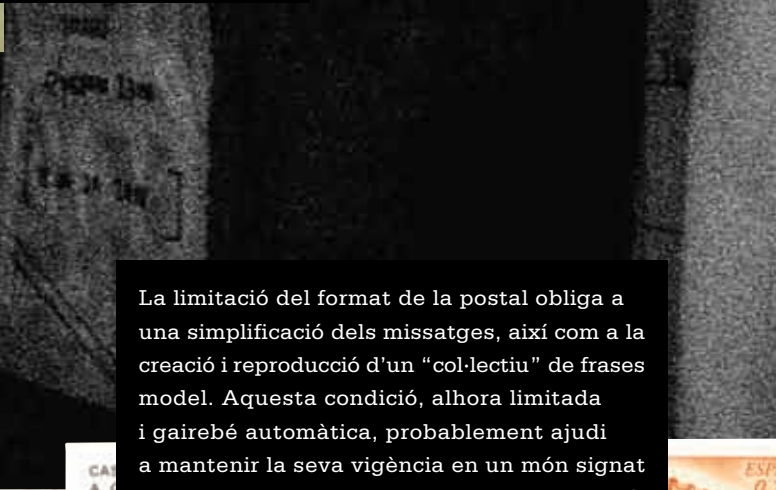 La limitació del format de la postal obliga a
una simplificació dels missatges, així com a la
creació i reproducció d’un “col·lectiu” de frases
model. Aquesta condició, alhora limitada
i gairebé automàtica, probablement ajudi
a mantenir la seva vigència en un món signat